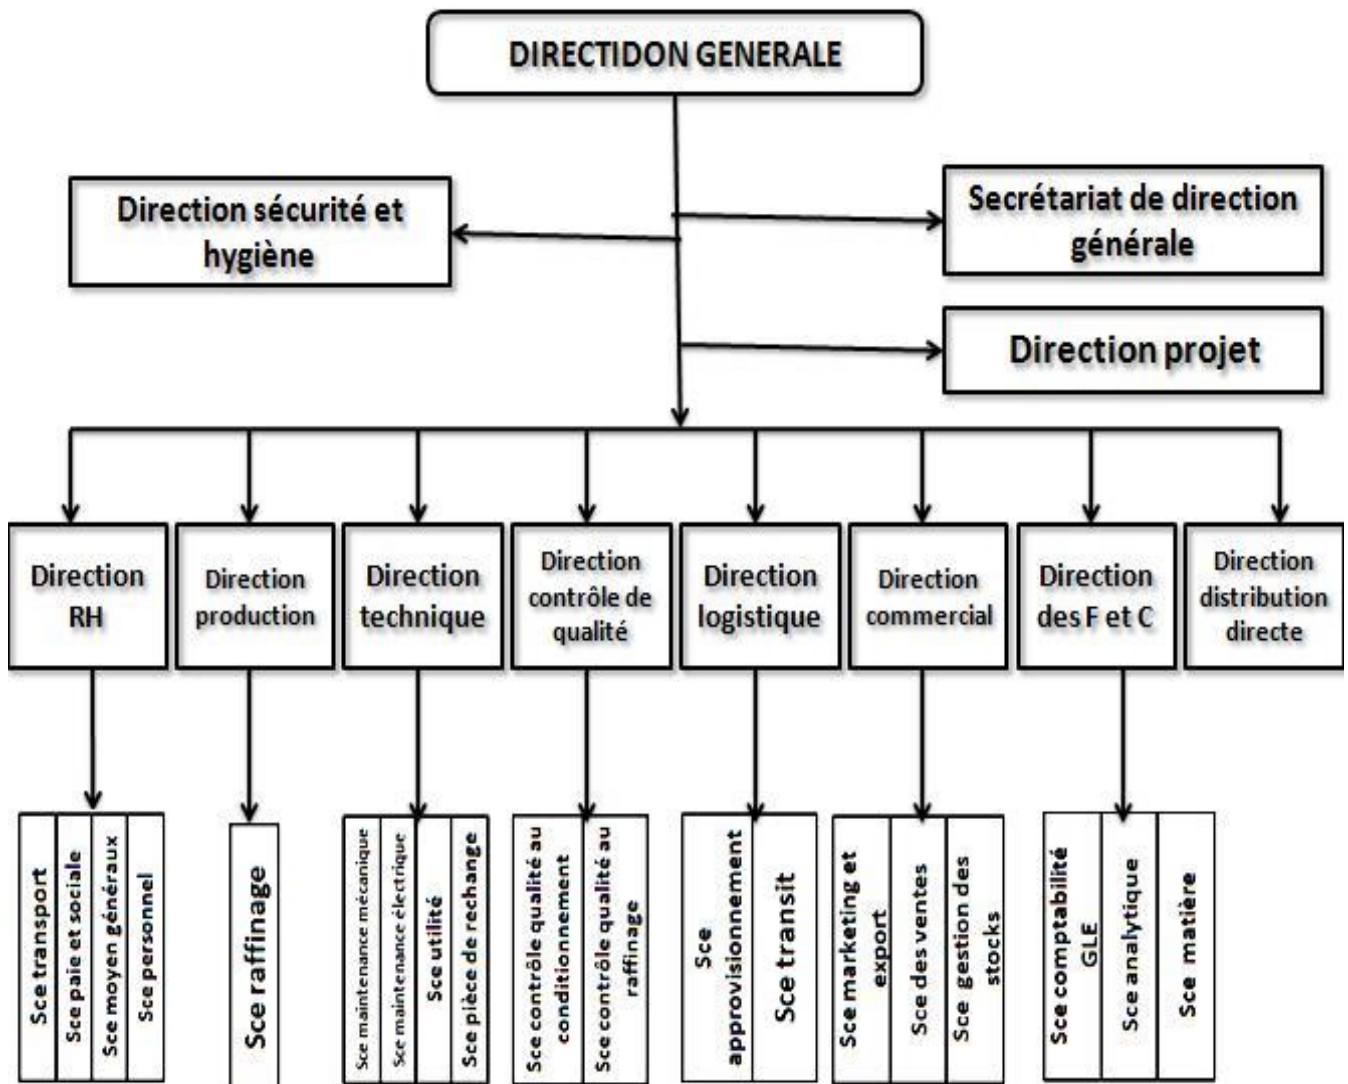 DIRECTIDON GENERALE
Direction sécurité et
hygiène
Secrétariat de direction
générale
Direction projet
Direction
RH
Direction
production
Direction
technique
Direction
contrôle de
qualité
Direction
logistique
Direction
commercial
Direction
des F et C
Direction
distribution
directe
Sce transport
Sce paie et sociale
Sce moyen généraux
Sce personnel
Sce raffinage
Sce maintenance mécanique
Sce maintenance électrique
Sce utilité
Sce pièce de rechange
Sce contrôle qualité au
conditionnement
Sce contrôle qualité au
raffinage
Sce
approvisionnement
Sce transit
Sce marketing et
export
Sce des ventes
Sce gestion des
stocks
Sce comptabilité
GLE
Sce analytique
Sce matière